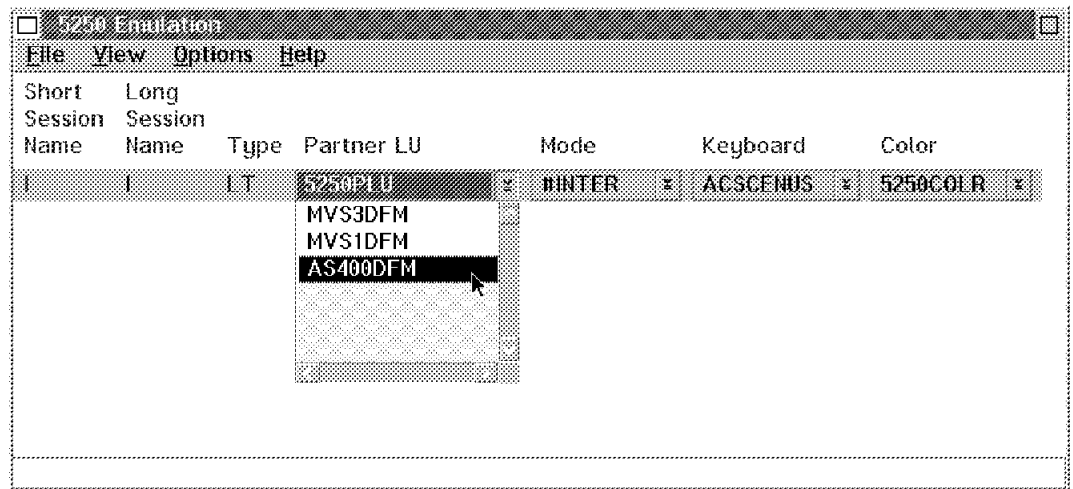 5250 Emulation
File View Options Help
Short Long
Session Session
Name Name Type Partner LU Mode Keyboard Color
I I LT 5250PLU #INTER ACSCENUS 5250COLR
MVS3DFM
MVS1DFM
AS400DFM